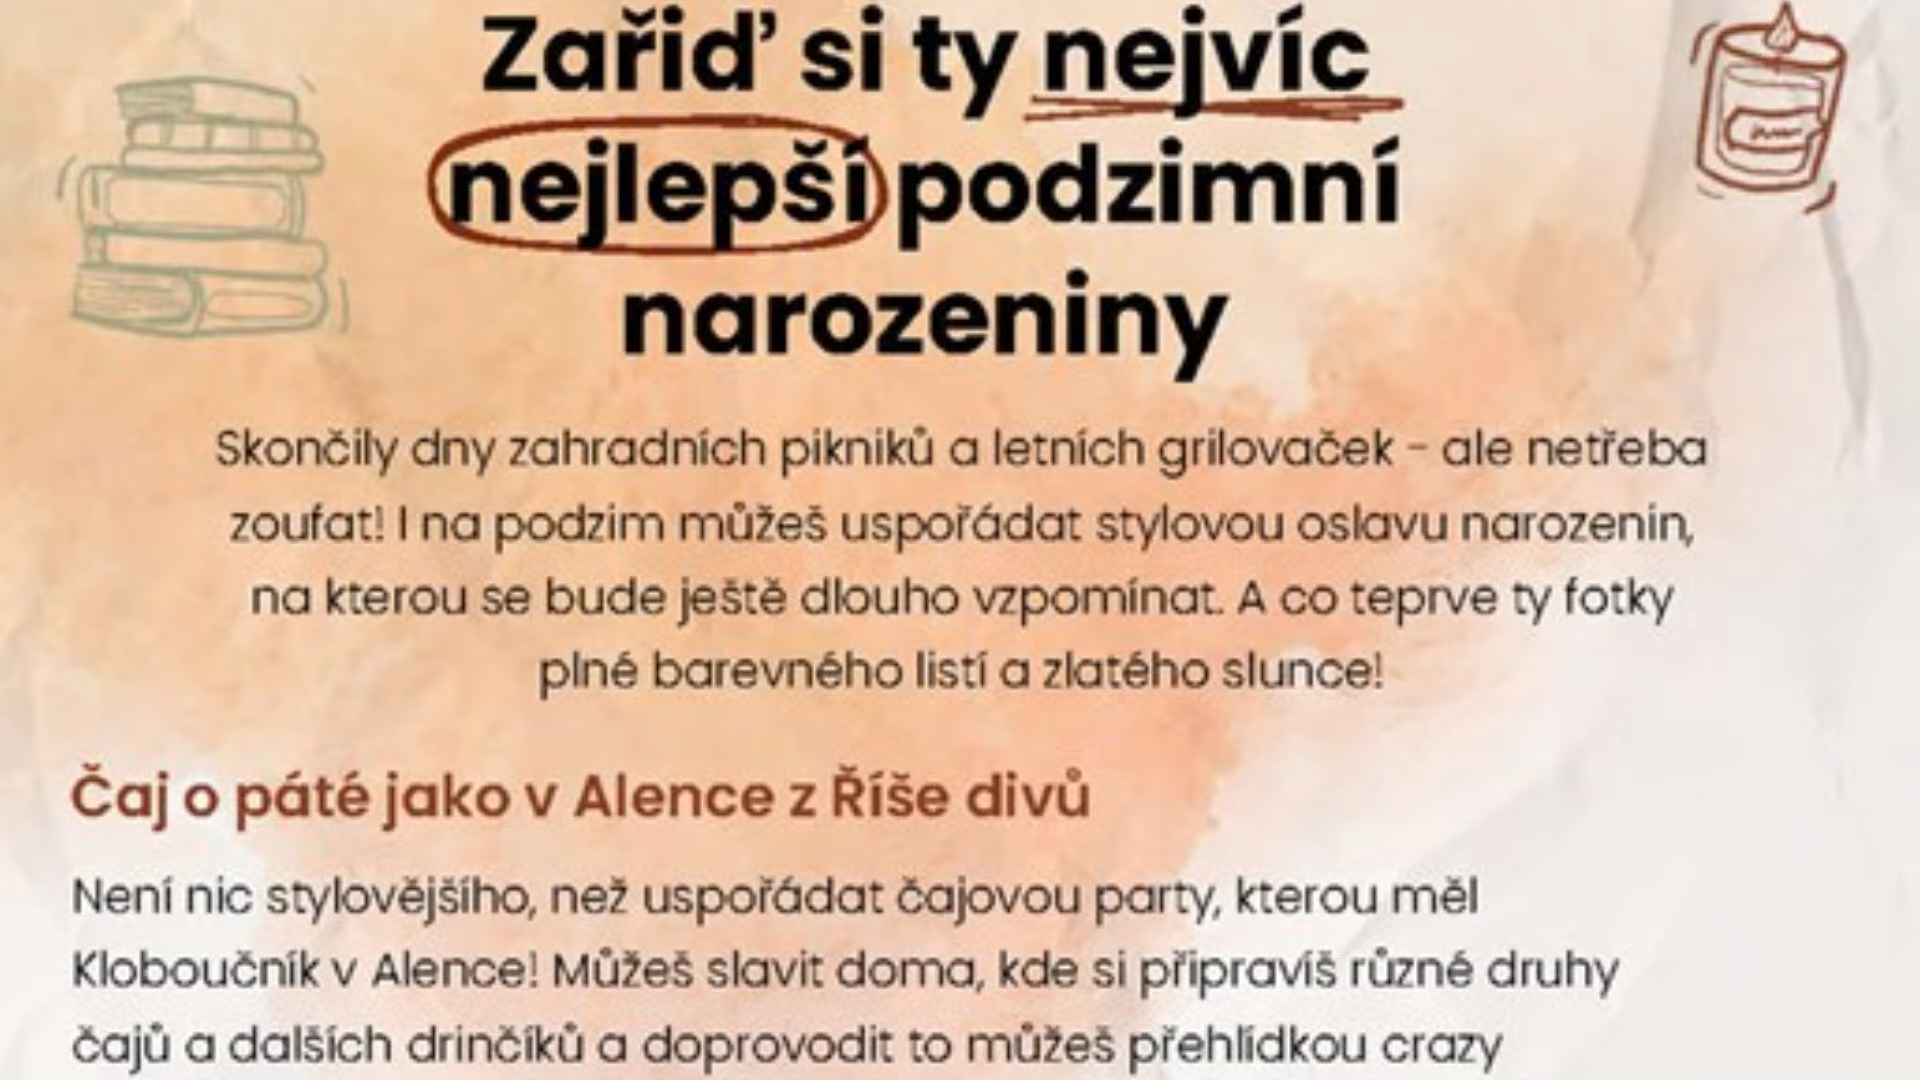 Zařiď si ty nejvíc
nejlepší podzimní
narozeniny
Skončily dny zahradních pikniků a letních grilovaček - ale netřeba
zoufat! I na podzim můžeš uspořádat stylovou oslavu narozenin,
na kterou se bude ještě dlouho vzpomínat. A co teprve ty fotky
plné barevného listí a zlatého slunce!
Čaj o páté jako v Alence z Říše divů
Není nic stylovějšího, než uspořádat čajovou party, kterou měl
Kloboučník v Alence! Můžeš slavit doma, kde si připravíš různé druhy
čajů a dalších drinčíků a doprovodit to můžeš přehlídkou crazy